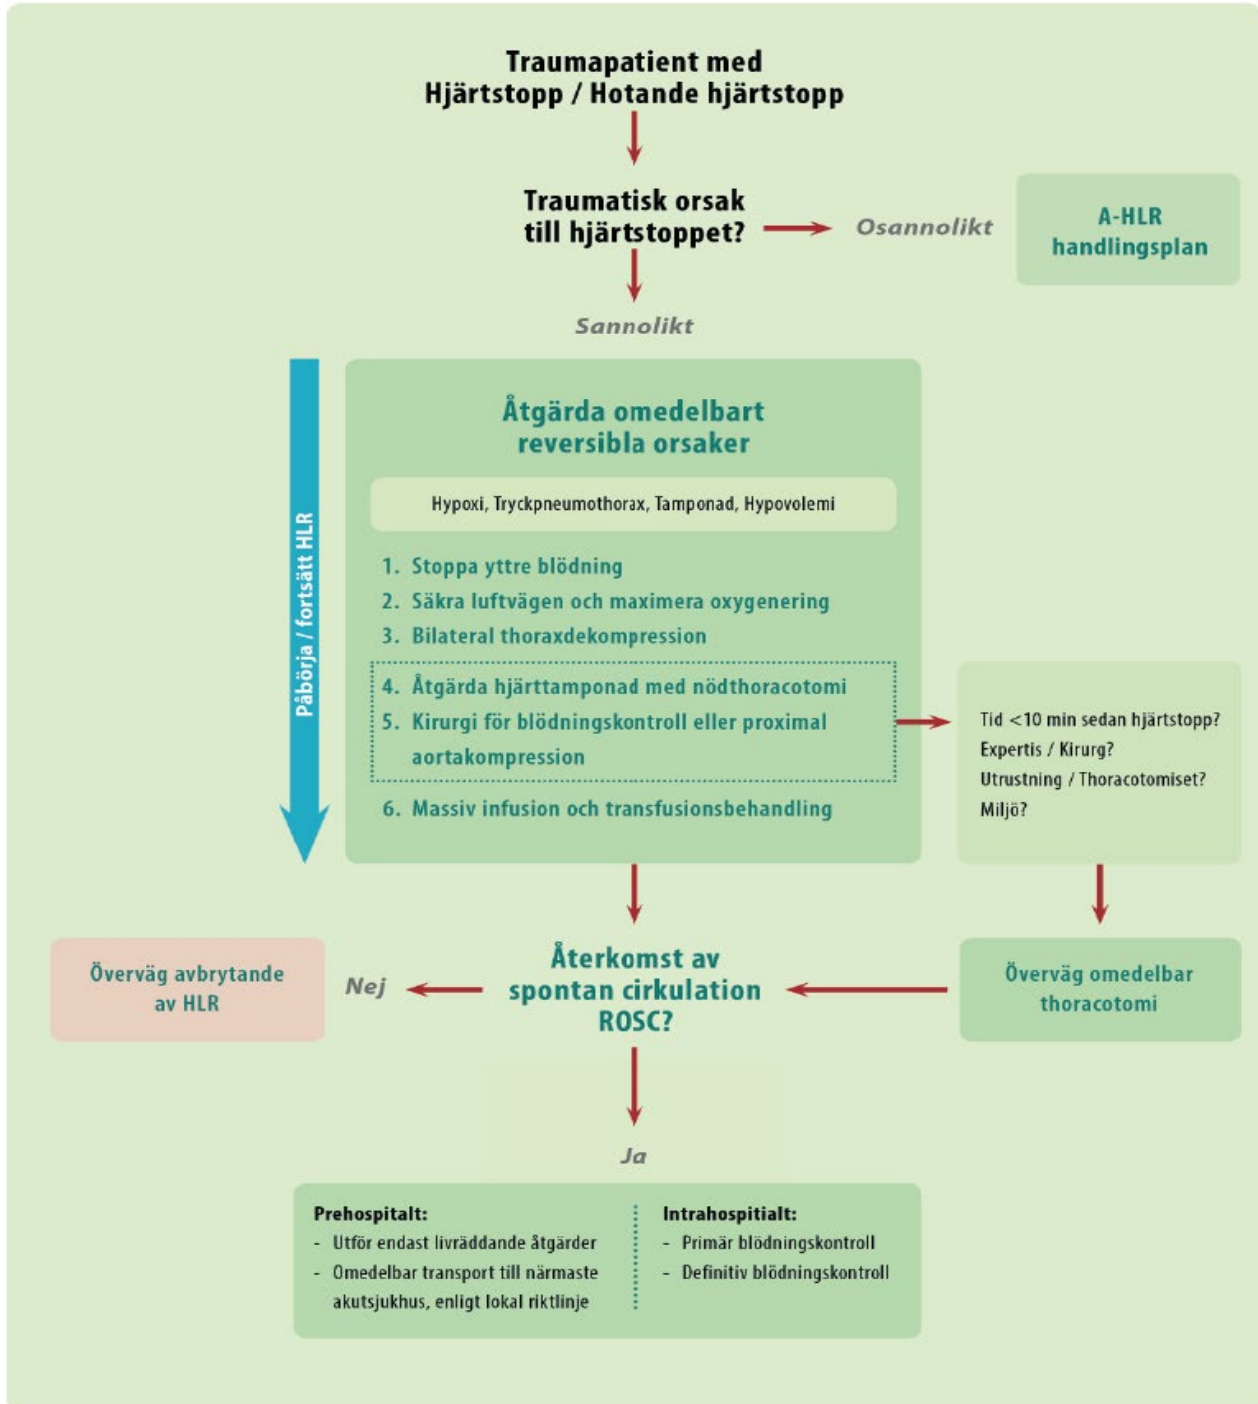 Traumapatient med
Hjärtstopp / Hotande hjärtstopp
Traumatisk orsak
till hjärtstoppet?
Osannolikt
A-HLR
handlingsplan
Sannolikt
Påbörja / fortsätt HLR
Åtgärda omedelbart
reversibla orsaker
Hypoxi, Tryckpneumothorax, Tamponad, Hypovolemi
1. Stoppa yttre blödning
2. Säkra luftvägen och maximera oxygenering
3. Bilateral thoraxdekompression
4. Åtgärda hjärttamponad med nödthoracotomi
5. Kirurgi för blödningskontroll eller proximal
aortakompression
6. Massiv infusion och transfusionsbehandling
Tid <10 min sedan hjärtstopp?
Expertis / Kirurg?
Utrustning / Thoracotomiset?
Miljö?
Överväg omedelbar
thoracotomi
Återkomst av
spontan cirkulation
ROSC?
Nej
Överväg avbrytande
av HLR
Ja
Prehospitalt:
- Utför endast livräddande åtgärder
- Omedelbar transport till närmaste
akutsjukhus, enligt lokal riktlinje
Intrahospitialt:
- Primär blödningskontroll
- Definitiv blödningskontroll